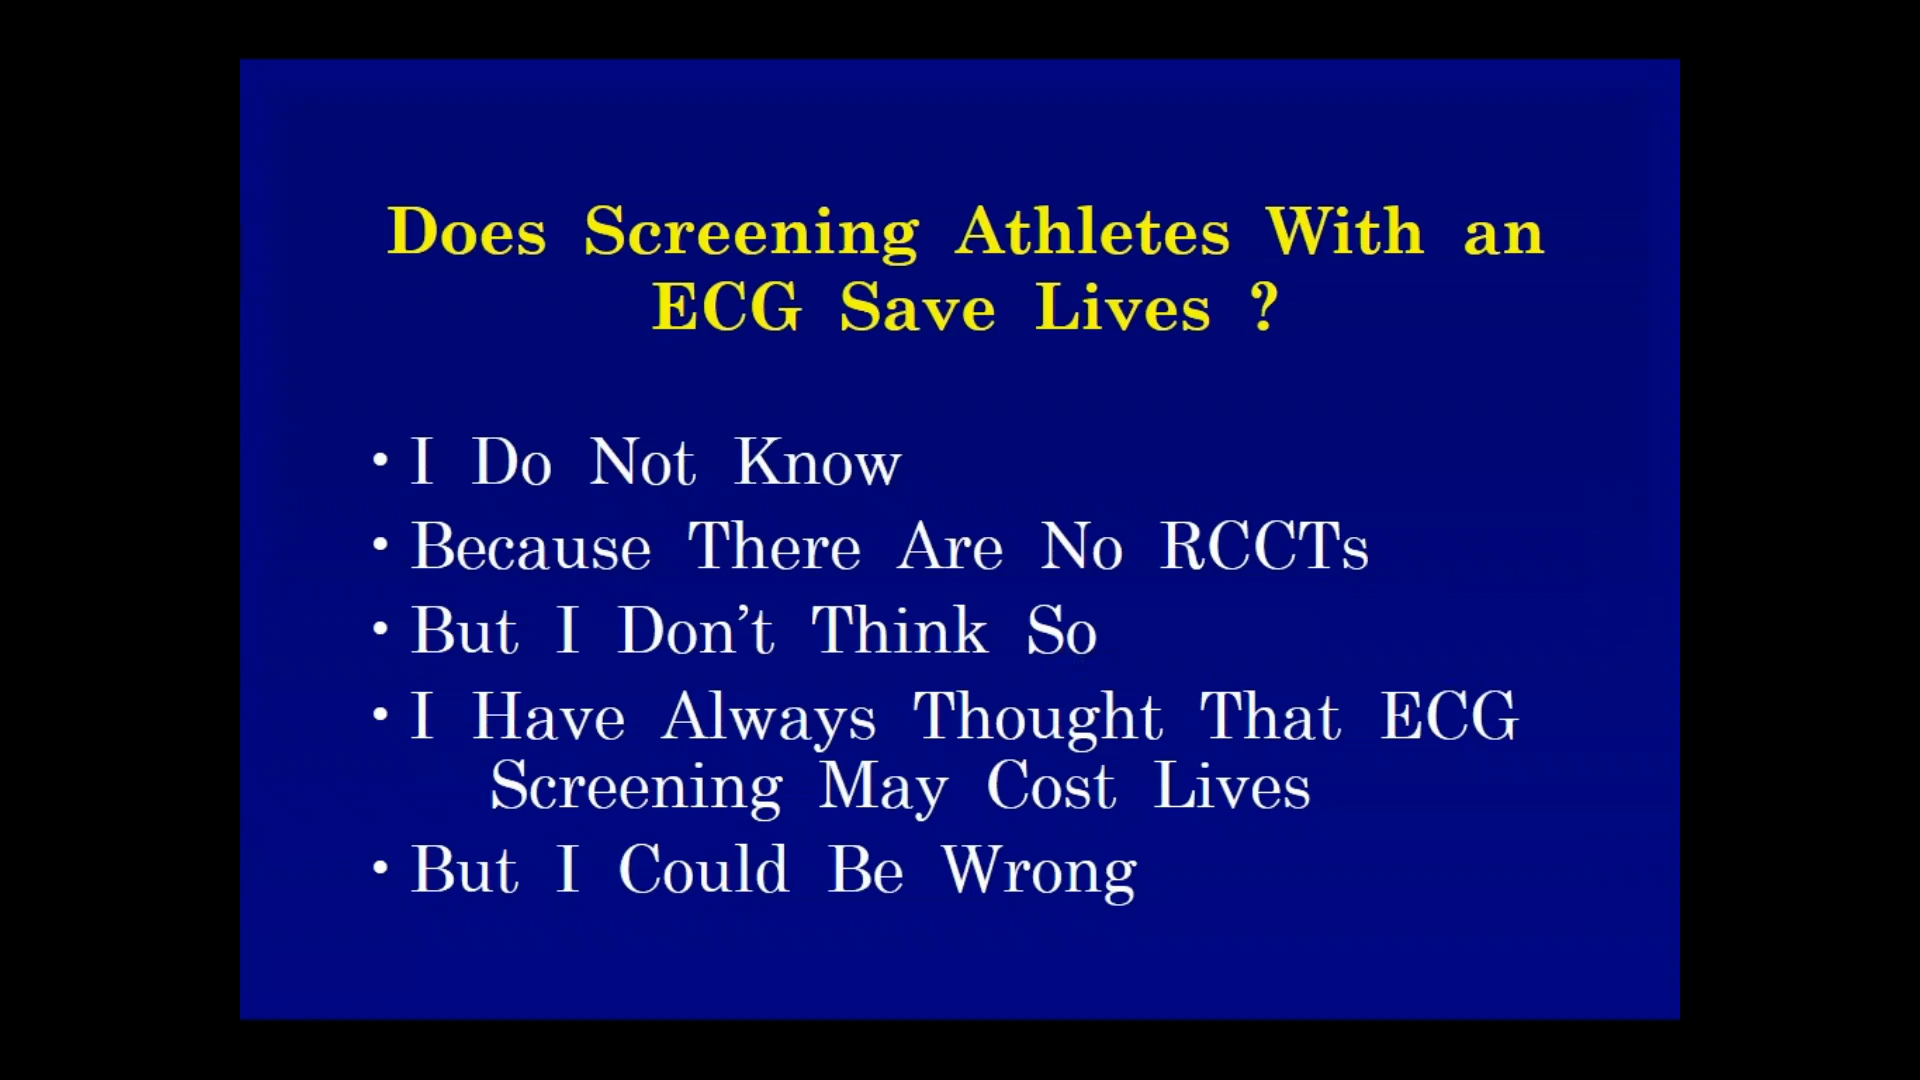 Does Screening Athletes With an
ECG Save Lives ?
• I Do Not Know
• Because There Are No RCCTs
• But I Don’t Think So
• I Have Always Thought That ECG
Screening May Cost Lives
• But I Could Be Wrong